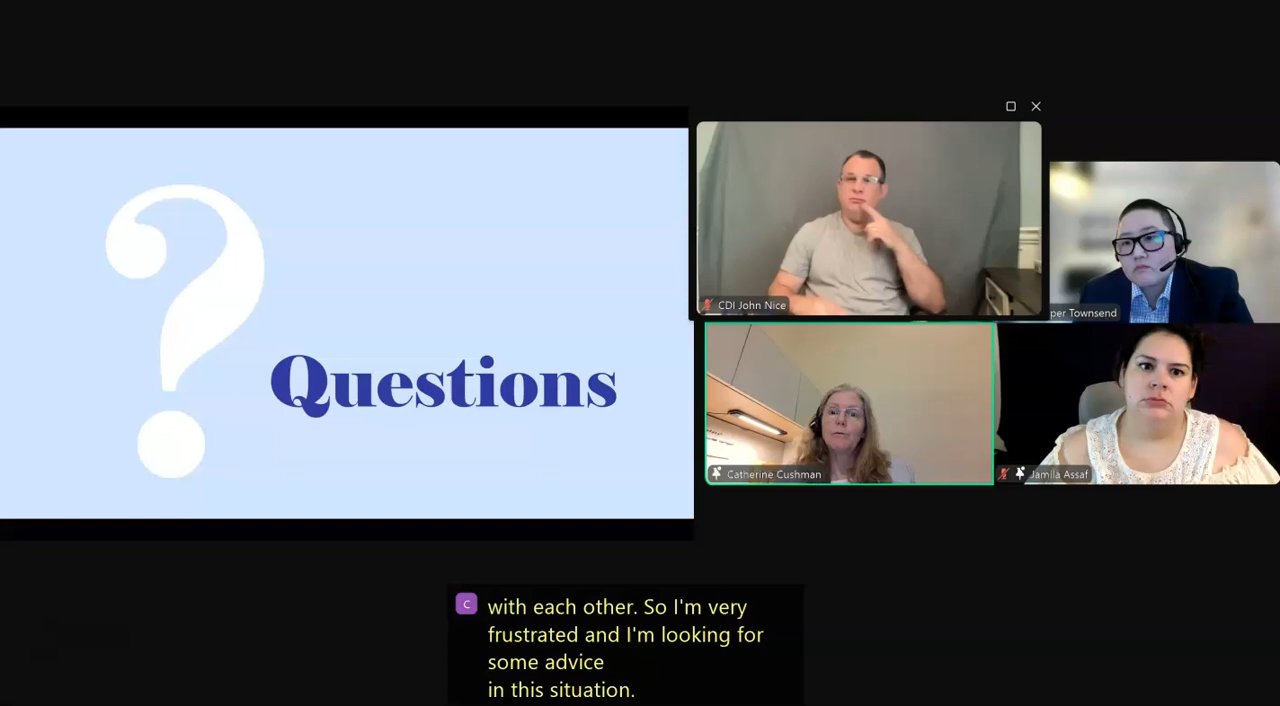 Questions
CDI John Nice
per Townsend
Catherine Cushman
Jamila Assaf
C
with each other. So I'm very
frustrated and I'm looking for
some advice
in this situation.